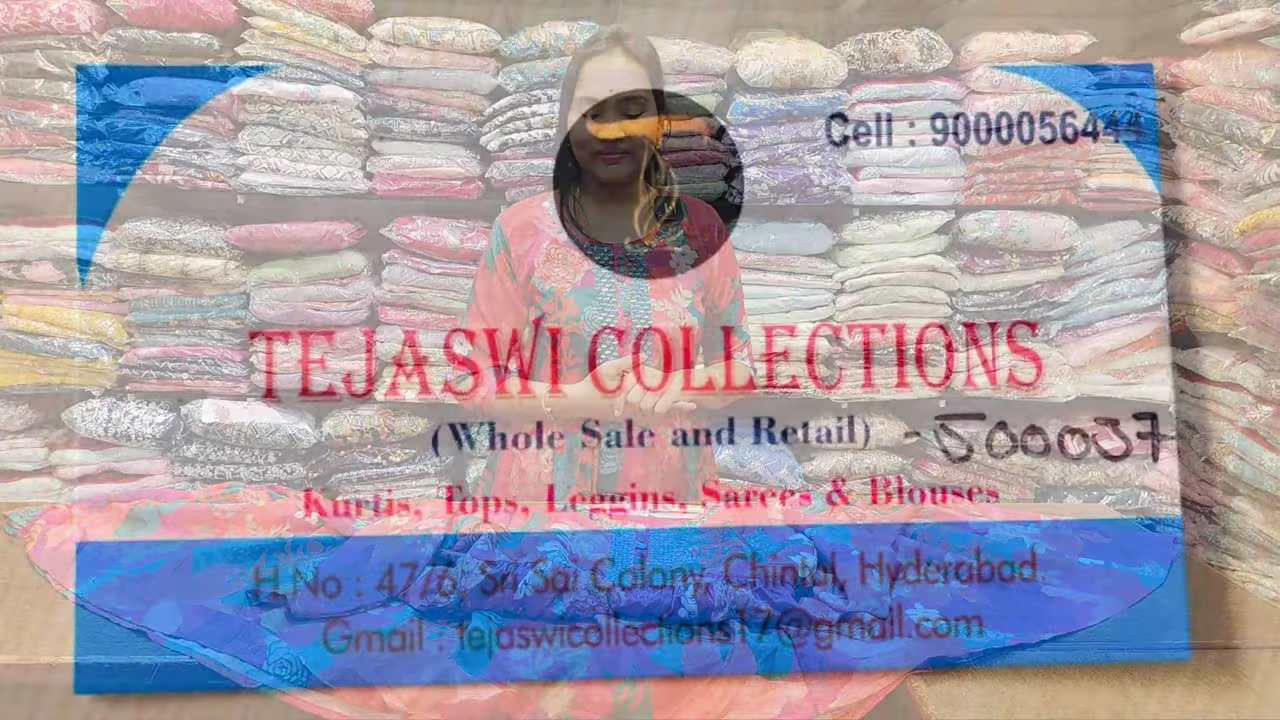 Cell : 9000056444
TEJASWI COLLECTIONS
(Whole Sale and Retail) -500037
Kurtis, Tops, Leggins, Sarees & Blouses
H.No : 47/6, Sri Sai Colony, Chintal, Hyderabad.
Gmail : tejaswicollections17@gmail.com